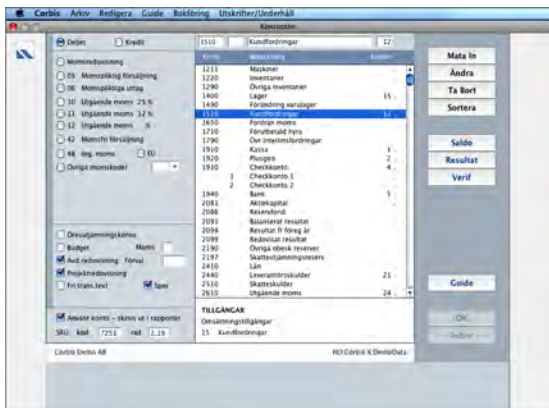 Corbis Arkiv Redigera Guide Bokföring Utskrifter/Underhåll
Kontoplan
Debet Kredit
Momsredovisning
05 Momspliktig försäljning
06 Momspliktiga uttag
10 Utgående moms 25 %
11 Utgående moms 12 %
12 Utgående moms %
42 Momsfri försäljning
48 Ing. moms EU
Övriga momskoder
Öresutjämningskonto
Budget Moms
Avd.redovisning Förval
Projektredovisning
Fri trans.text Spec
Använt konto - skrivs ut i rapporter
SRU: kod 7251 rad 2.19
1510 Kundfordringar 12
Konto Benämning
1211 Maskiner
1220 Inventarier
1290 Övriga inventarier
1400 Lager 15
1490 Förändring varulager
1510 Kundfordringar 12
1650 Fordran moms
1710 Förutbetald hyra
1790 Övr interimsfordringar
1910 Kassa 1
1920 Plusgiro 2
1930 Checkkonto 4
1 Checkkonto 1
2 Checkkonto 2
1940 Bank 5
2081 Aktiekapital
2086 Reservfond
2091 Balanserat resultat
2098 Resultat fr föreg år
2099 Redovisat resultat
2190 Övriga obesk reserver
2197 Skatteutjämningsreserv
2410 Lån
2440 Leverantörsskulder 21
2510 Skatteskulder
2610 Utgående moms 24
TILLGÅNGAR
Omsättningstillgångar
15 Kundfordringar
Mata In
Ändra
Ta Bort
Sortera
Saldo
Resultat
Verif
Guide
OK
Avbryt
Corbis Demo AB HD:Corbis X:DemoData